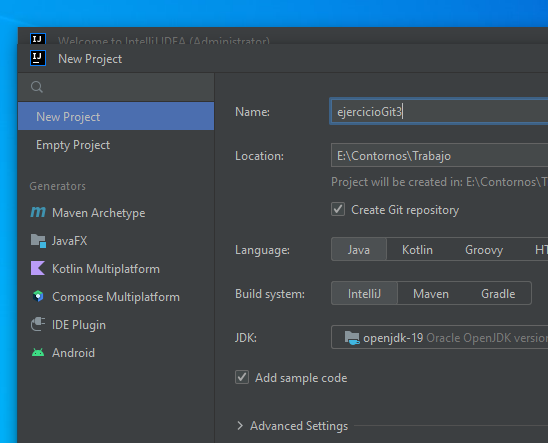 Welcome to IntelliJ IDEA (Administrator)
New Project
New Project
Empty Project
Generators
Maven Archetype
JavaFX
Kotlin Multiplatform
Compose Multiplatform
IDE Plugin
Android
Name: ejercicioGit3
Location: E:\Contornos\Trabajo
Project will be created in: E:\Contornos\T
Create Git repository
Language: Java Kotlin Groovy HT
Build system: IntelliJ Maven Gradle
JDK: openjdk-19 Oracle OpenJDK version
Add sample code
Advanced Settings